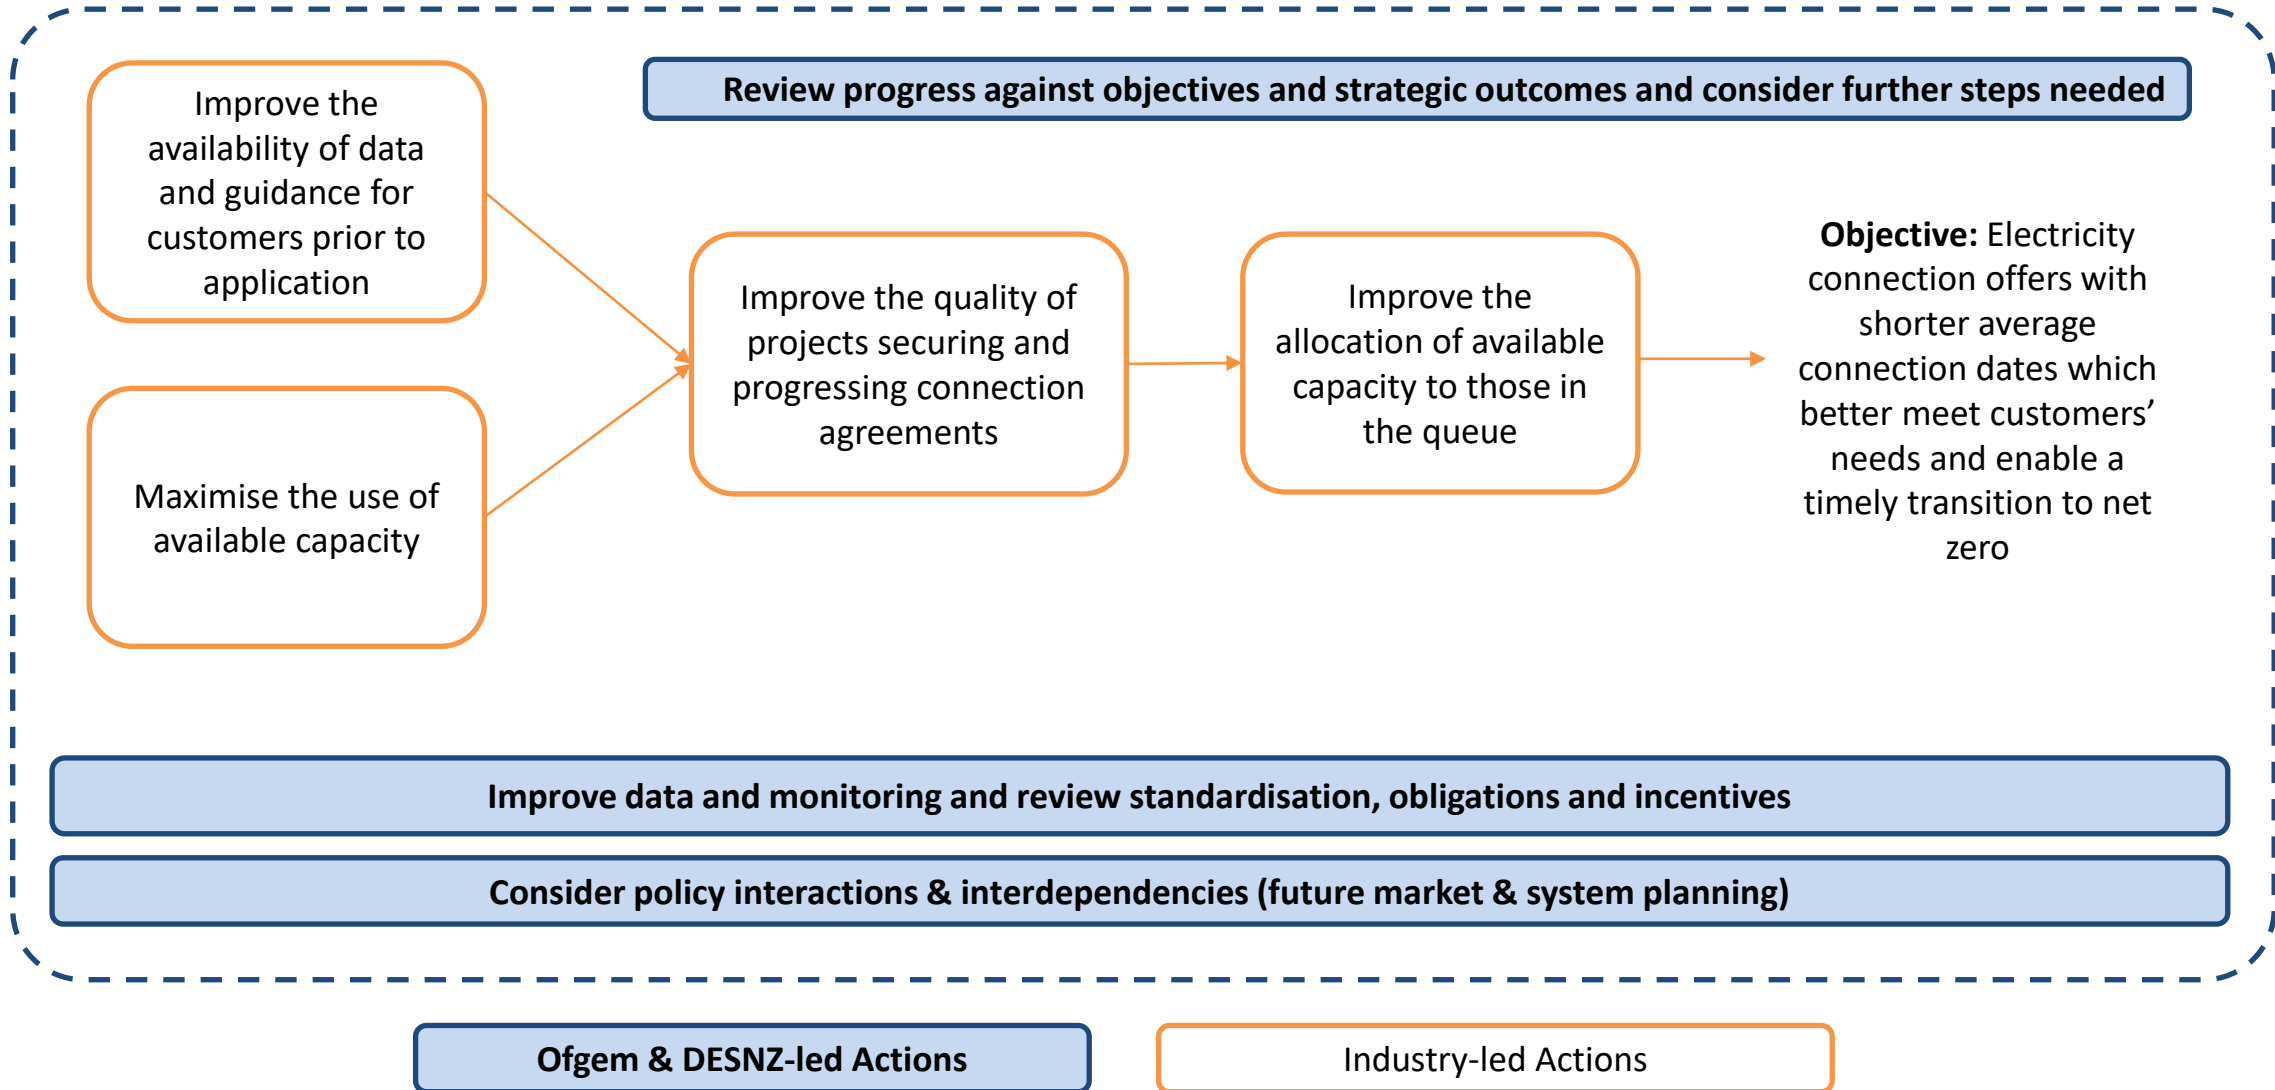 Improve the
availability of data
and guidance for
customers prior to
application
Review progress against objectives and strategic outcomes and consider further steps needed
Maximise the use of
available capacity
Improve the quality of
projects securing and
progressing connection
agreements
Improve the
allocation of available
capacity to those in
the queue
Objective: Electricity
connection offers with
shorter average
connection dates which
better meet customers’
needs and enable a
timely transition to net
zero
Improve data and monitoring and review standardisation, obligations and incentives
Consider policy interactions & interdependencies (future market & system planning)
Ofgem & DESNZ-led Actions
Industry-led Actions